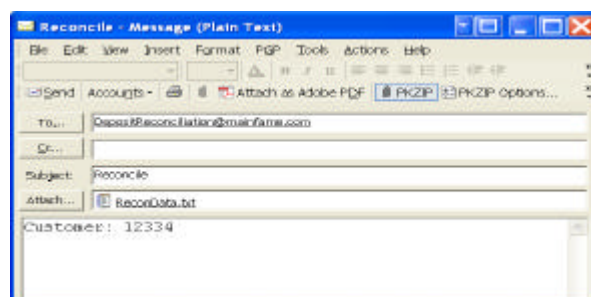 Reconcile - Message (Plain Text)
File Edit View Insert Format PGP Tools Actions Help
Send Accounts Attach as Adobe PDF PKZIP PKZIP Options...
To... DepositReconciliation@mainframe.com
Cc...
Subject: Reconcile
Attach... ReconData.txt
Customer: 12334